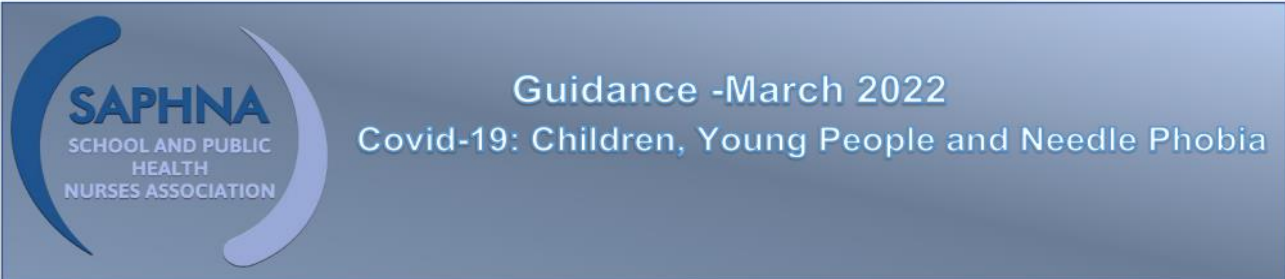 SAPHNA
SCHOOL AND PUBLIC
HEALTH
NURSES ASSOCIATION
Guidance -March 2022
Covid-19: Children, Young People and Needle Phobia